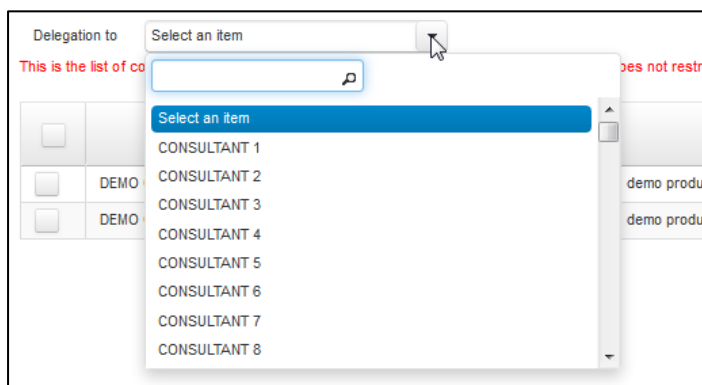 Delegation to Select an item
This is the list of co oes not restr
Select an item
CONSULTANT 1
CONSULTANT 2
DEMO demo produ
CONSULTANT 3
DEMO demo produ
CONSULTANT 4
CONSULTANT 5
CONSULTANT 6
CONSULTANT 7
CONSULTANT 8